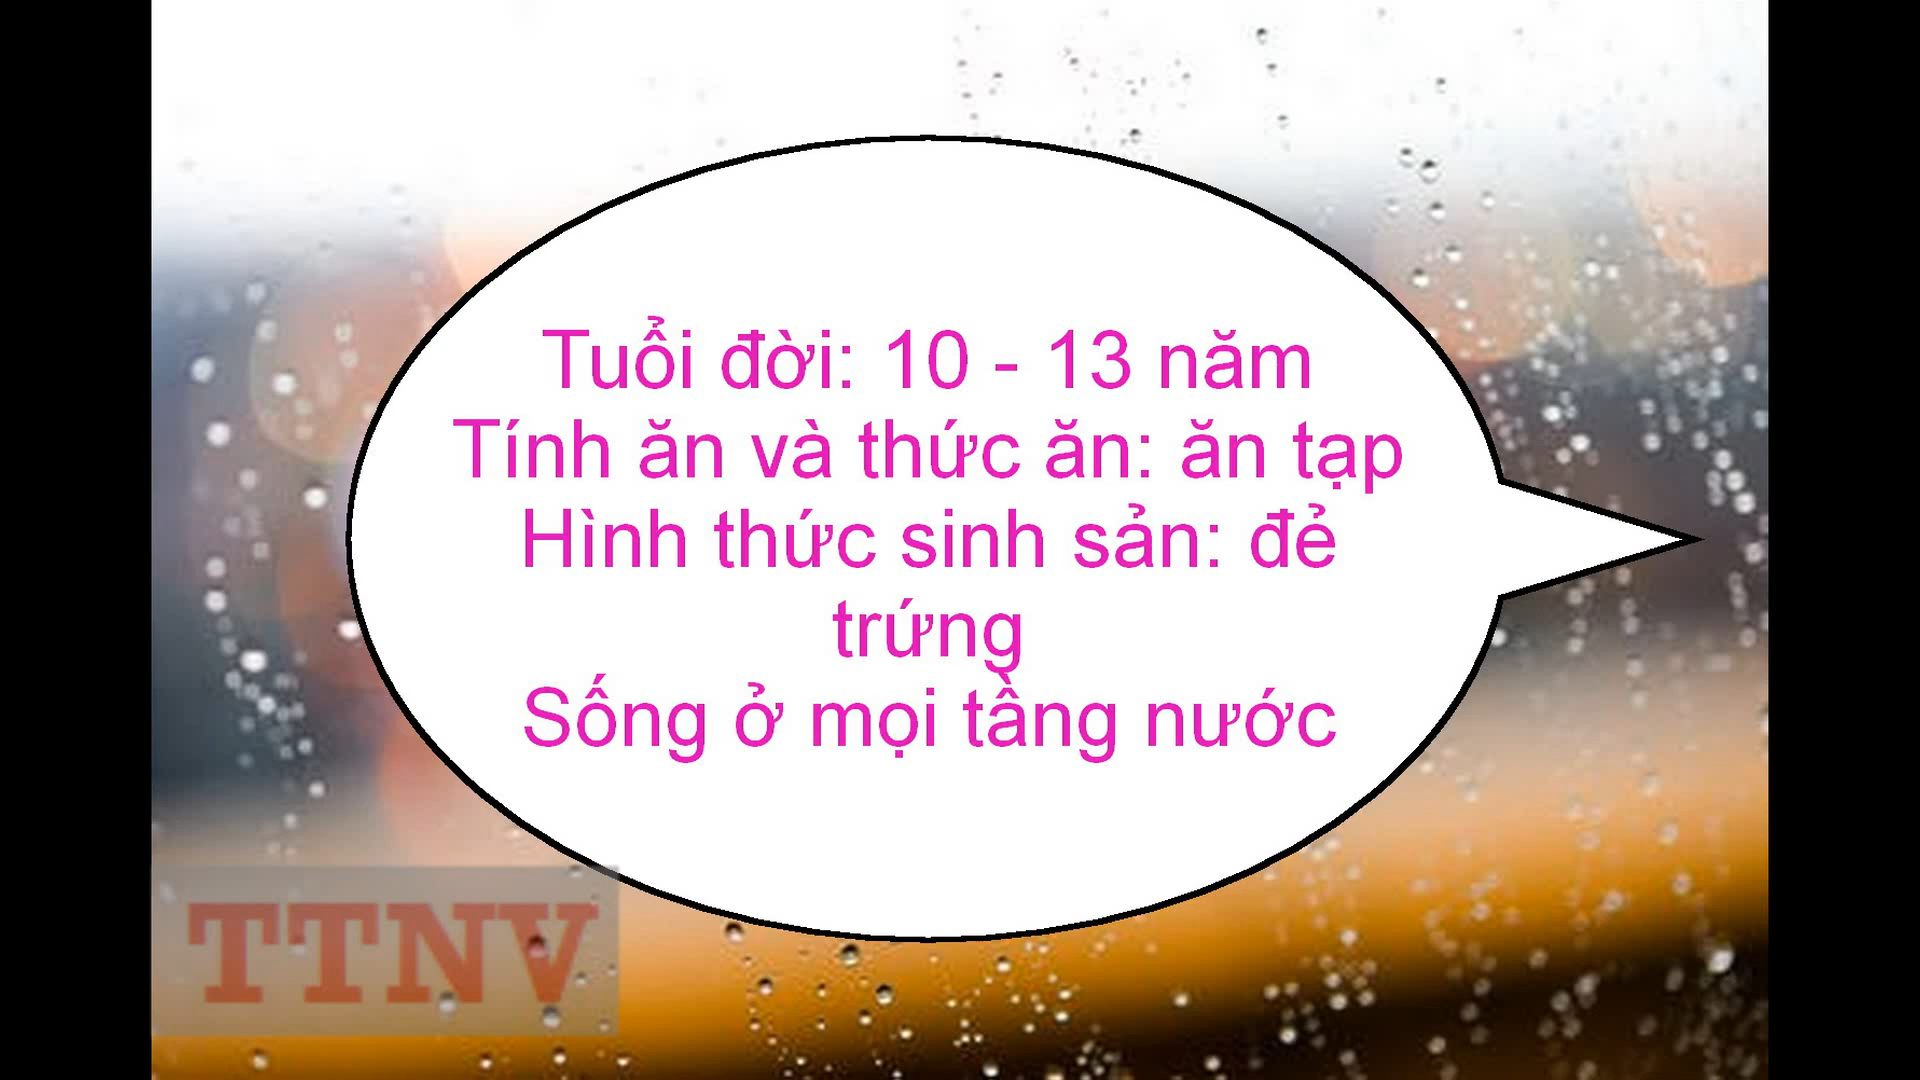 Tuổi đời: 10 - 13 năm
Tính ăn và thức ăn: ăn tạp
Hình thức sinh sản: đẻ
trứng
Sống ở mọi tầng nước
TTNV